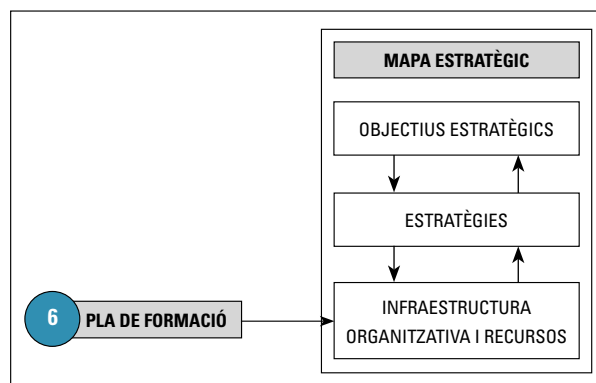 MAPA ESTRATÈGIC
OBJECTIUS ESTRATÈGICS
ESTRATÈGIES
INFRAESTRUCTURA
ORGANITZATIVA I RECURSOS
6
PLA DE FORMACIÓ